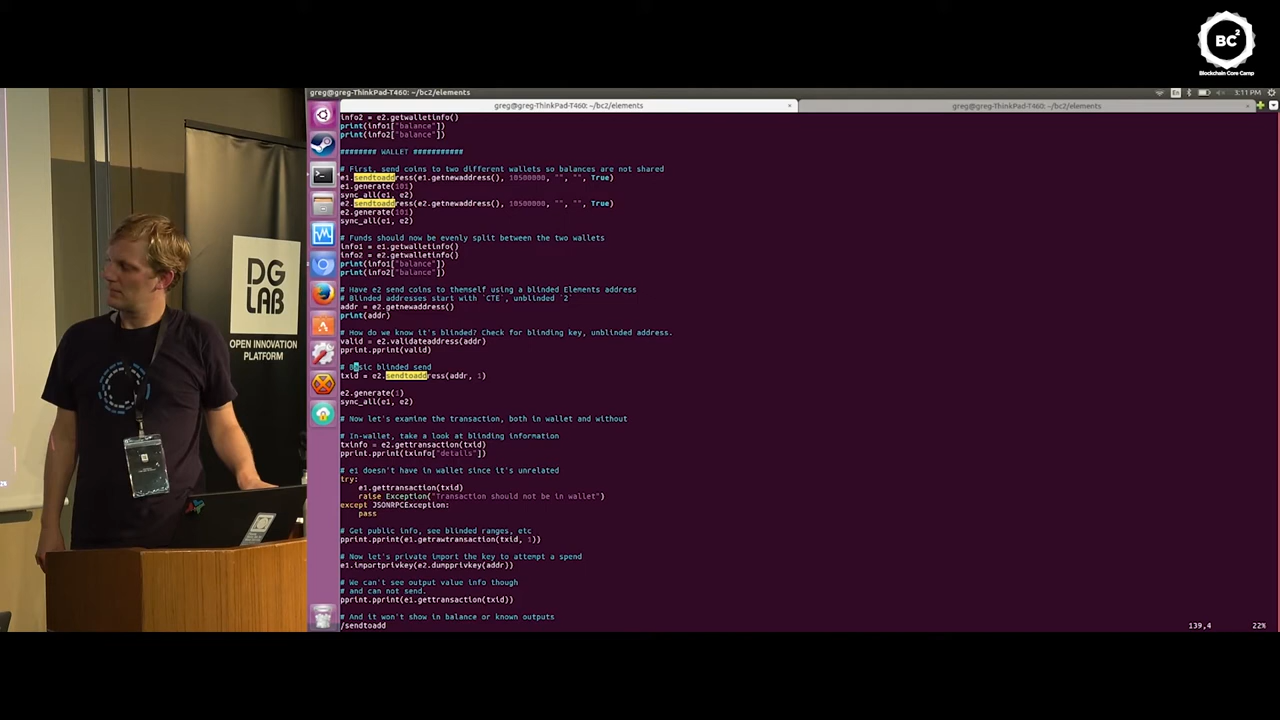 BC²
Blockchain Core Camp
greg@greg-ThinkPad-T460: ~/bc2/elements
En
3:11 PM
greg@greg-ThinkPad-T460: ~/bc2/elements
greg@greg-ThinkPad-T460: ~/bc2/elements
info2 = e2.getwalletinfo()
print(info1["balance"])
print(info2["balance"])
######## WALLET ###########
# First, send coins to two different wallets so balances are not shared
e1.sendtoaddress(e1.getnewaddress(), 10500000, "", "", True)
e1.generate(101)
sync_all(e1, e2)
e2.sendtoaddress(e2.getnewaddress(), 10500000, "", "", True)
e2.generate(101)
sync_all(e1, e2)
# Funds should now be evenly split between the two wallets
info1 = e1.getwalletinfo()
info2 = e2.getwalletinfo()
print(info1["balance"])
print(info2["balance"])
# Have e2 send coins to themself using a blinded Elements address
# Blinded addresses start with `CTE`, unblinded `2`
addr = e2.getnewaddress()
print(addr)
# How do we know it's blinded? Check for blinding key, unblinded address.
valid = e2.validateaddress(addr)
pprint.pprint(valid)
# Basic blinded send
txid = e2.sendtoaddress(addr, 1)
e2.generate(1)
sync_all(e1, e2)
# Now let's examine the transaction, both in wallet and without
# In-wallet, take a look at blinding information
txinfo = e2.gettransaction(txid)
pprint.pprint(txinfo["details"])
# e1 doesn't have in wallet since it's unrelated
try:
e1.gettransaction(txid)
raise Exception("Transaction should not be in wallet")
except JSONRPCException:
pass
# Get public info, see blinded ranges, etc
pprint.pprint(e1.getrawtransaction(txid, 1))
# Now let's private import the key to attempt a spend
e1.importprivkey(e2.dumpprivkey(addr))
# We can't see output value info though
# and can not send.
pprint.pprint(e1.gettransaction(txid))
# And it won't show in balance or known outputs
/sendtoadd
139,4
22%
DG
LAB
OPEN INNOVATION
PLATFORM